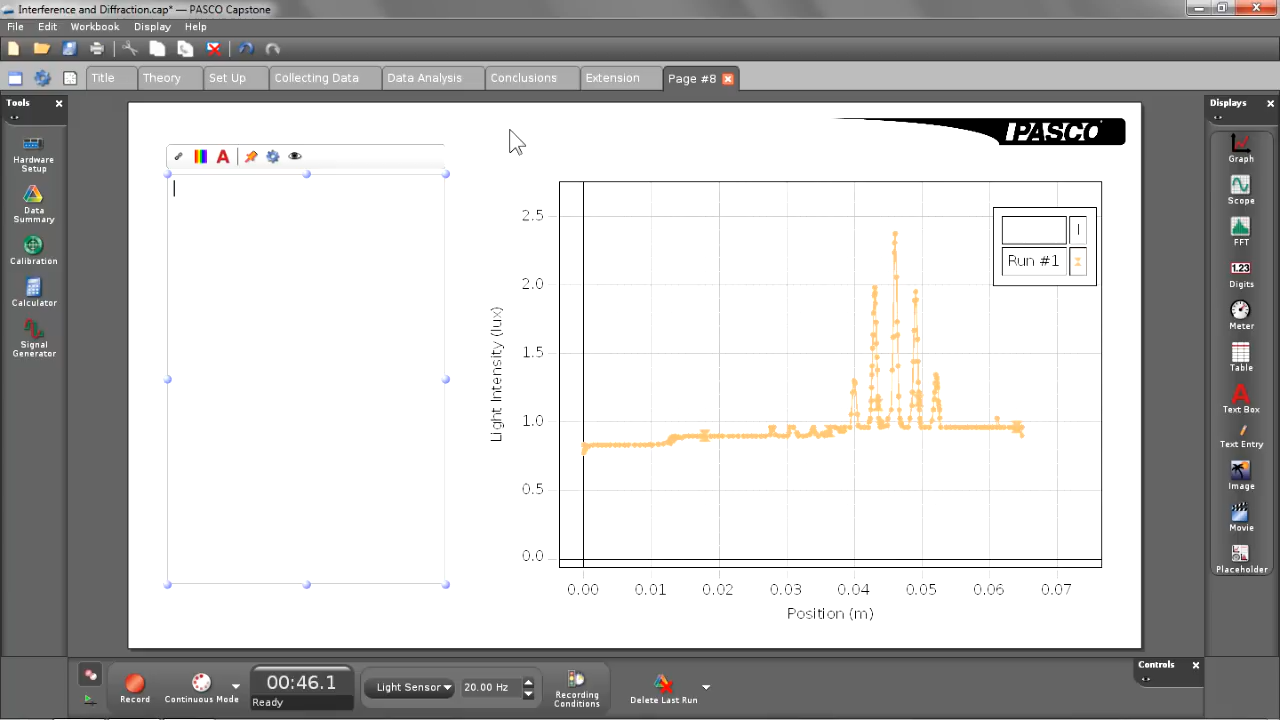 Interference and Diffraction.cap* — PASCO Capstone
File Edit Workbook Display Help
Title Theory Set Up Collecting Data Data Analysis Conclusions Extension Page #8
Tools
Hardware
Setup
Data
Summary
Calibration
Calculator
Signal
Generator
A
PASCO
Light Intensity (lux)
2.5
2.0
1.5
1.0
0.5
0.0
Run #1
0.00 0.01 0.02 0.03 0.04 0.05 0.06 0.07
Position (m)
Displays
Graph
Scope
FFT
1.23
Digits
Meter
Table
A
Text Box
Text Entry
Image
Movie
Placeholder
Record
Continuous Mode
00:46.1
Ready
Light Sensor
20.00 Hz
Recording
Conditions
Delete Last Run
Controls